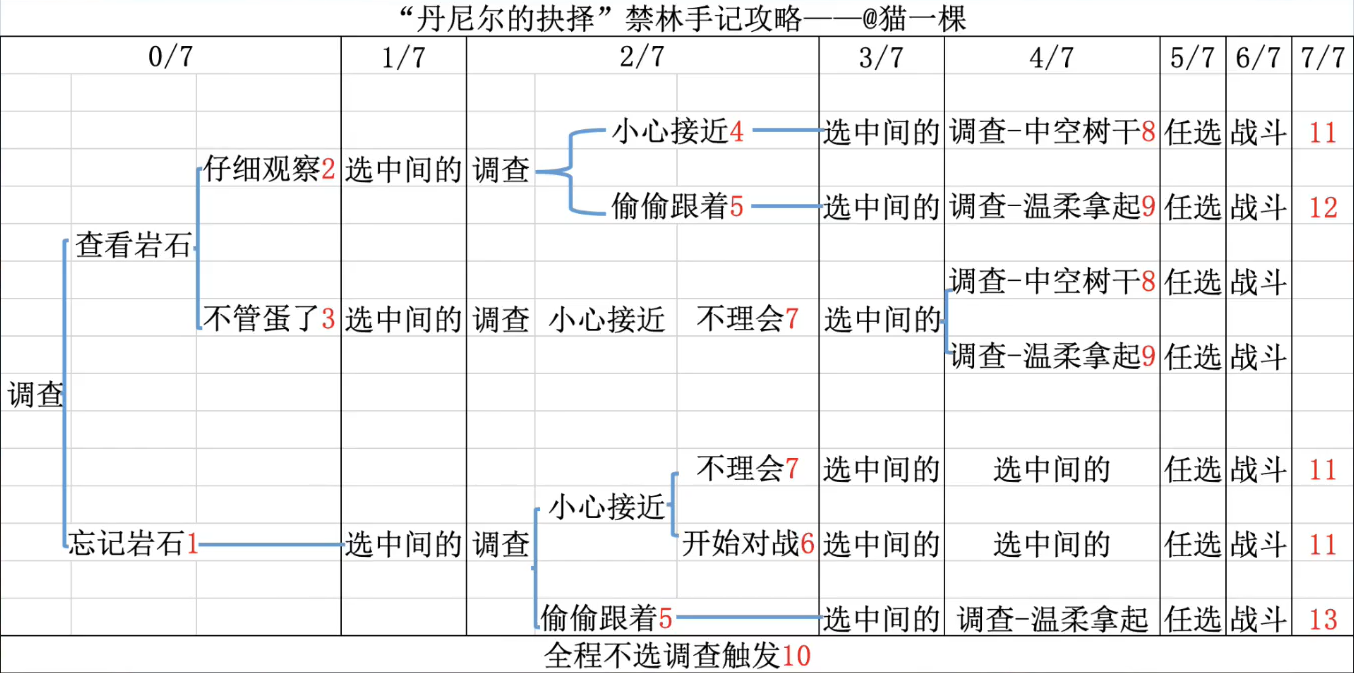 “丹尼尔的抉择”禁林手记攻略——@猫一棵
0/7 1/7 2/7 3/7 4/7 5/7 6/7 7/7
小心接近4 选中间的 调查-中空树干8 任选 战斗 11
仔细观察2 选中间的 调查
偷偷跟着5 选中间的 调查-温柔拿起9 任选 战斗 12
查看岩石
调查-中空树干8 任选 战斗
不管蛋了3 选中间的 调查 小心接近 不理会7 选中间的
调查-温柔拿起9 任选 战斗
调查
不理会7 选中间的 选中间的 任选 战斗 11
小心接近
忘记岩石1 选中间的 调查 开始对战6 选中间的 选中间的 任选 战斗 11
偷偷跟着5 选中间的 调查-温柔拿起 任选 战斗 13
全程不选调查触发10